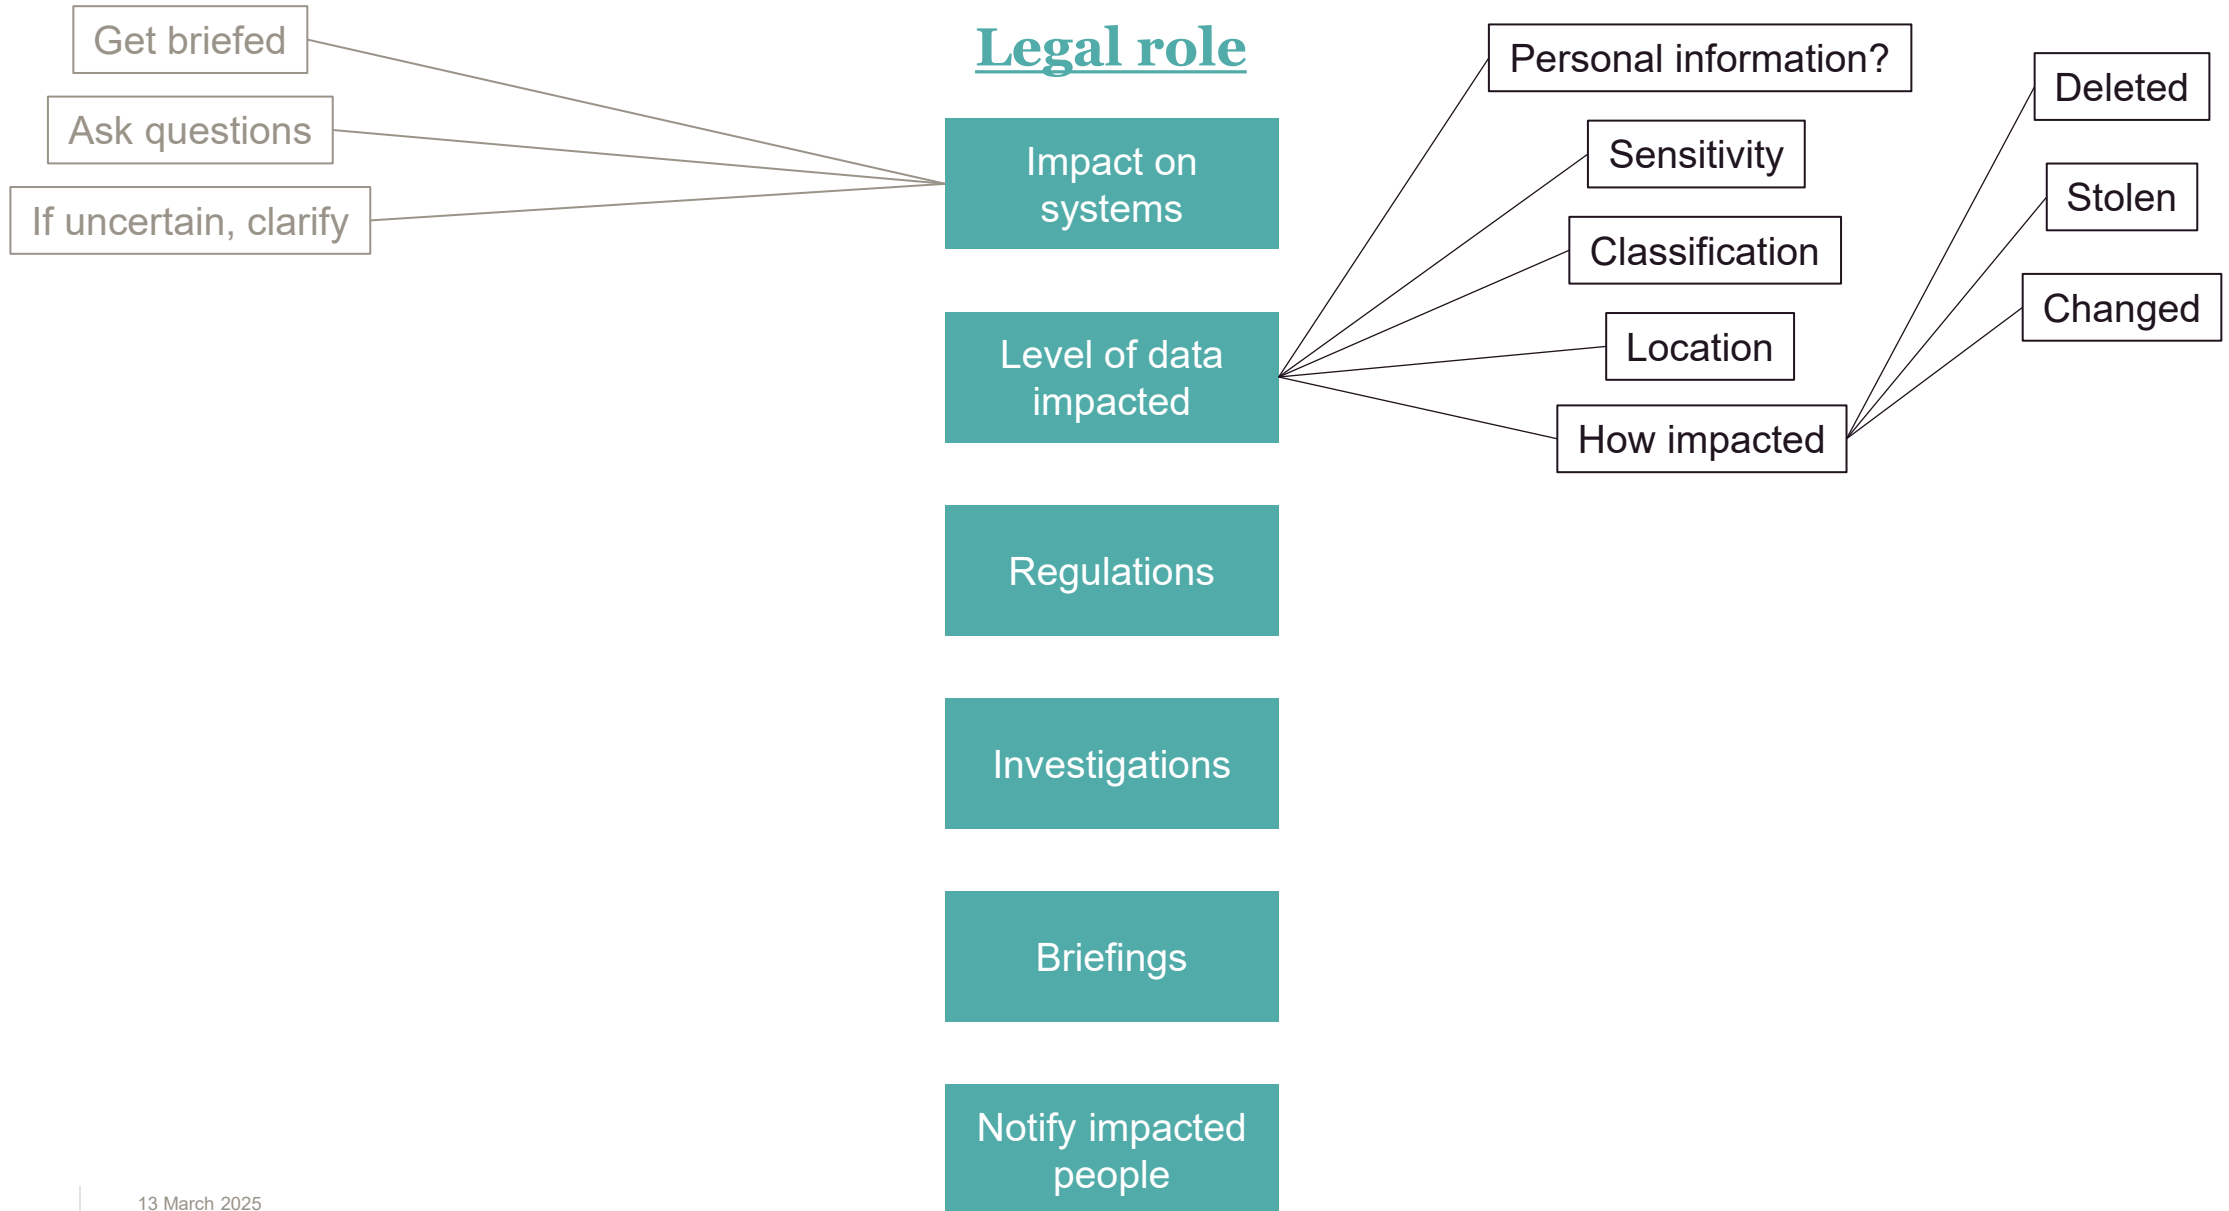 Legal role
Get briefed
Ask questions
If uncertain, clarify
Impact on
systems
Level of data
impacted
Personal information?
Sensitivity
Classification
Location
How impacted
Deleted
Stolen
Changed
Regulations
Investigations
Briefings
Notify impacted
people
13 March 2025